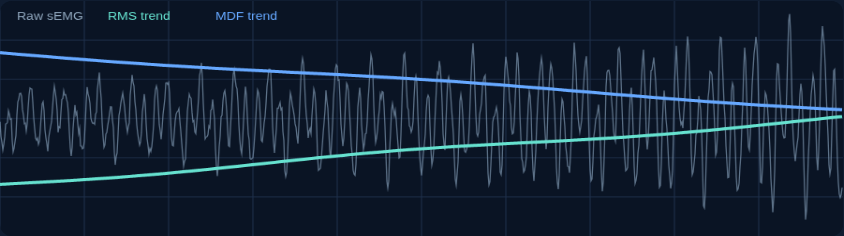 Raw sEMG RMS trend MDF trend